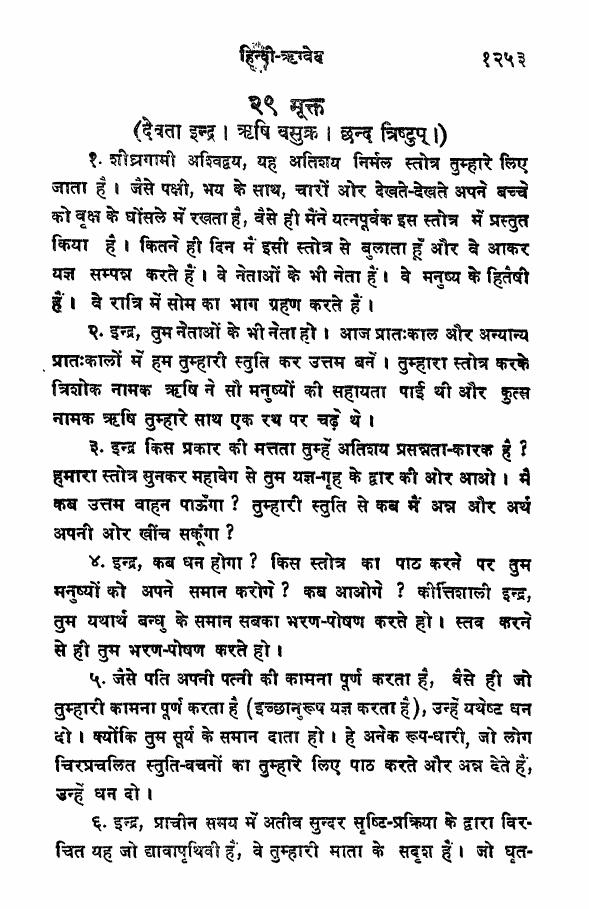 हिन्दी-ऋग्वेद १२५३
२९ सूक्त
(देवता इन्द्र । ऋषि वसुक्र । छन्द त्रिष्टुप् ।)
१. शीघ्रगामी अश्विद्वय, यह अतिशय निर्मल स्तोत्र तुम्हारे लिए
जाता है । जैसे पक्षी, भय के साथ, चारों ओर देखते-देखते अपने बच्चे
को वृक्ष के घोंसले में रखता है, वैसे ही मैंने यत्नपूर्वक इस स्तोत्र में प्रस्तुत
किया है । कितने ही दिन में इसी स्तोत्र से बुलाता हूँ और वे आकर
यज्ञ सम्पन्न करते हैं । वे नेताओं के भी नेता हैं । वे मनुष्य के हितैषी
हैं । वे रात्रि में सोम का भाग ग्रहण करते हैं ।
२. इन्द्र, तुम नेताओं के भी नेता हो । आज प्रातःकाल और अन्यान्य
प्रातःकालों में हम तुम्हारी स्तुति कर उत्तम बनें । तुम्हारा स्तोत्र करके
त्रिशोक नामक ऋषि ने सौ मनुष्यों की सहायता पाई थी और कुत्स
नामक ऋषि तुम्हारे साथ एक रथ पर चढ़े थे ।
३. इन्द्र किस प्रकार की मत्तता तुम्हें अतिशय प्रसन्नता-कारक है ?
हमारा स्तोत्र सुनकर महावेग से तुम यज्ञ-गृह के द्वार की ओर आओ । मै
कब उत्तम वाहन पाऊँगा ? तुम्हारी स्तुति से कब मैं अन्न और अर्थ
अपनी ओर खींच सकूंगा ?
४. इन्द्र, कब धन होगा ? किस स्तोत्र का पाठ करने पर तुम
मनुष्यों को अपने समान करोगे ? कब आओगे ? कीर्त्तिशाली इन्द्र,
तुम यथार्थ बन्धु के समान सबका भरण-पोषण करते हो । स्तव करने
से ही तुम भरण-पोषण करते हो ।
५. जैसे पति अपनी पत्नी की कामना पूर्ण करता है, वैसे ही जो
तुम्हारी कामना पूर्ण करता है (इच्छानुरूप यज्ञ करता है), उन्हें यथेष्ट धन
दो । क्योंकि तुम सूर्य के समान दाता हो । हे अनेक रूप-धारी, जो लोग
चिरप्रचलित स्तुति-वचनों का तुम्हारे लिए पाठ करते और अन्न देते हैं,
उन्हें धन दो ।
६. इन्द्र, प्राचीन समय में अतीव सुन्दर सृष्टि-प्रक्रिया के द्वारा विर-
चित यह जो द्यावापृथिवी हैं, वे तुम्हारी माता के सदृश हैं । जो घृत-